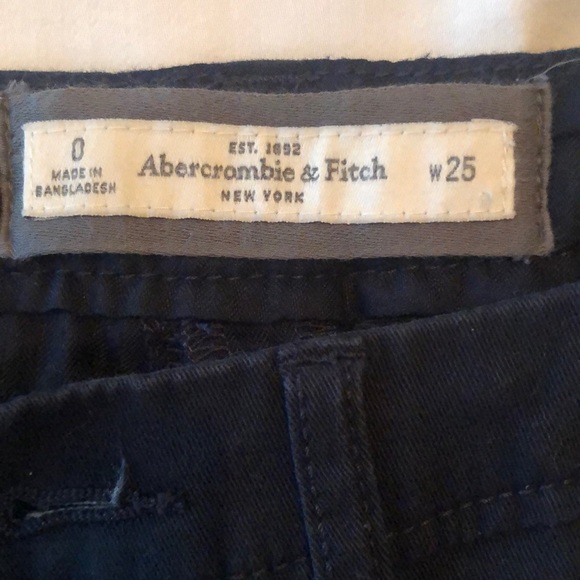 0
MADE IN
BANGLADESH
EST. 1892
Abercrombie & Fitch
NEW YORK
W25